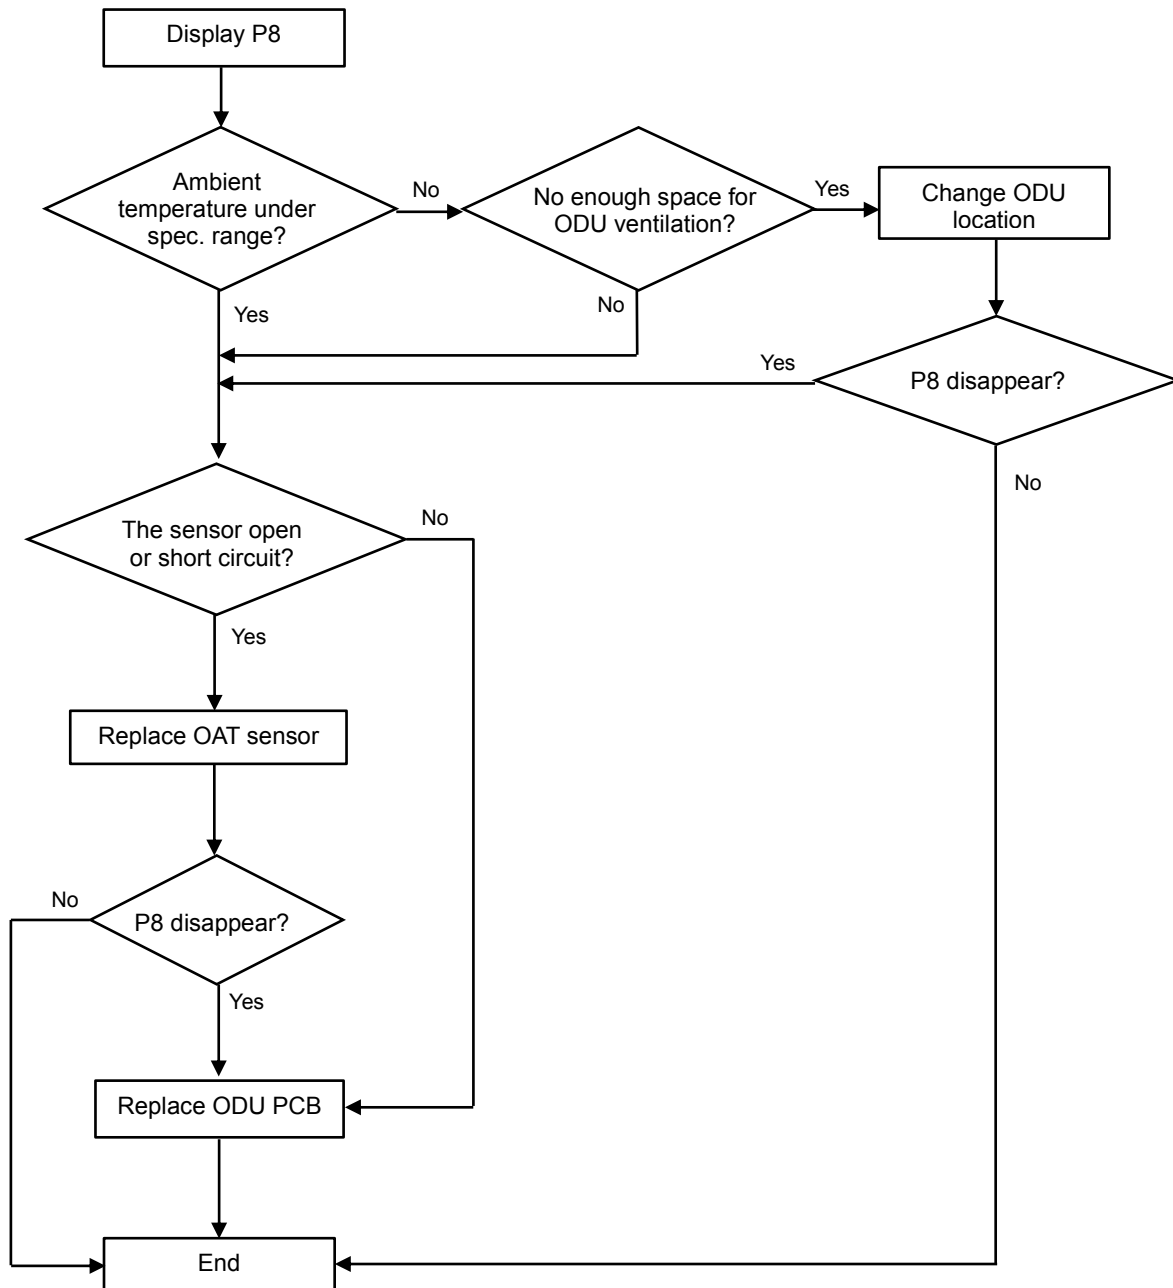 Display P8
Ambient
temperature under
spec. range?
No
No enough space for
ODU ventilation?
Yes
Change ODU
location
Yes
No
Yes
P8 disappear?
No
The sensor open
or short circuit?
No
Yes
Replace OAT sensor
No
P8 disappear?
Yes
Replace ODU PCB
End